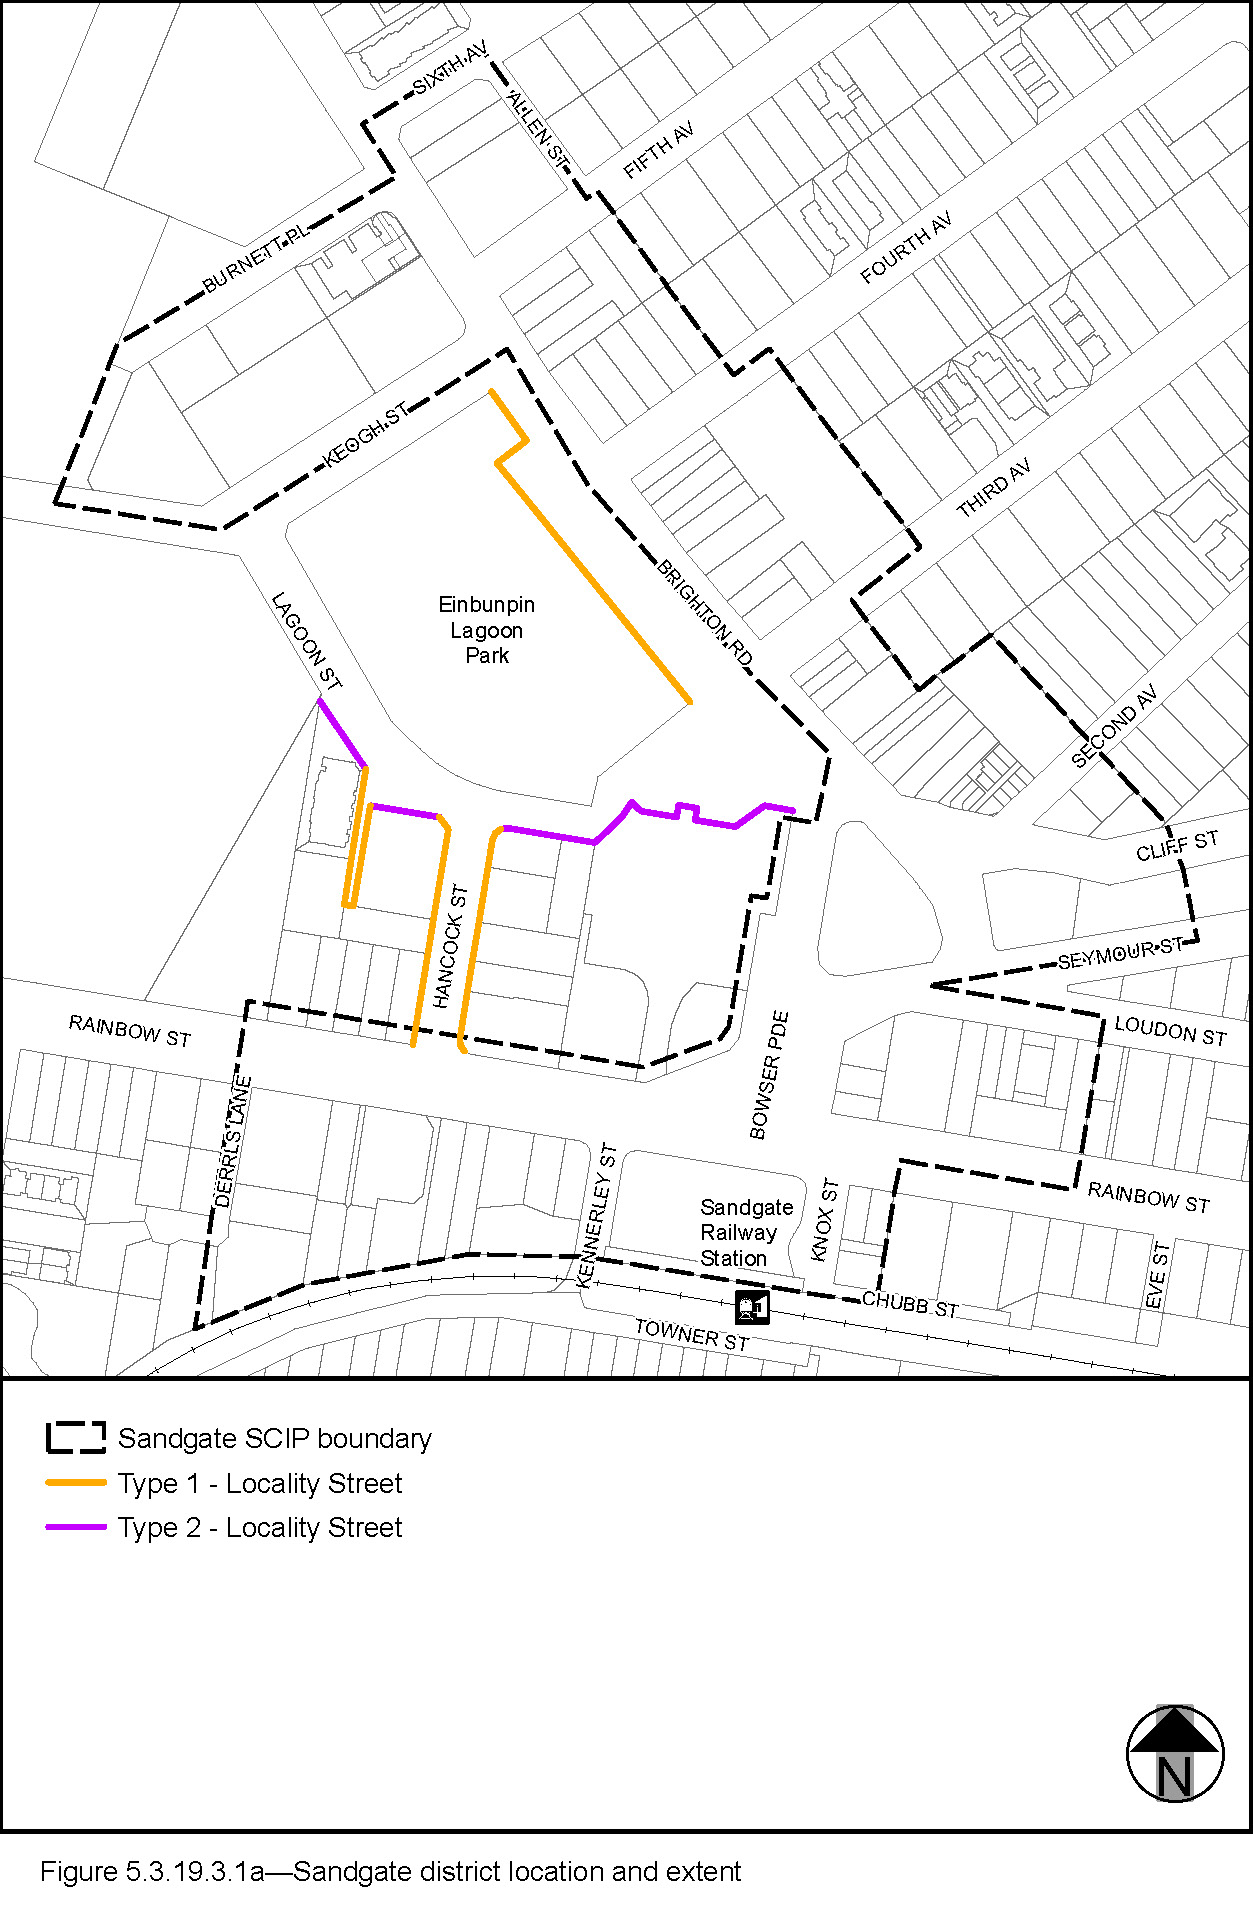 SIXTH AV
ALLEN ST
FIFTH AV
BURNETT PL
FOURTH AV
KEOGH ST
THIRD AV
BRIGHTON RD
LAGOON ST
Einbunpin
Lagoon
Park
SECOND AV
CLIFF ST
HANCOCK ST
SEYMOUR ST
RAINBOW ST
LOUDON ST
BOWSER PDE
DERRLS LANE
KENNERLEY ST
KNOX ST
Sandgate
Railway
Station
RAINBOW ST
EVE ST
CHUBB ST
TOWNER ST
Sandgate SCIP boundary
Type 1 - Locality Street
Type 2 - Locality Street
N
Figure 5.3.19.3.1a—Sandgate district location and extent